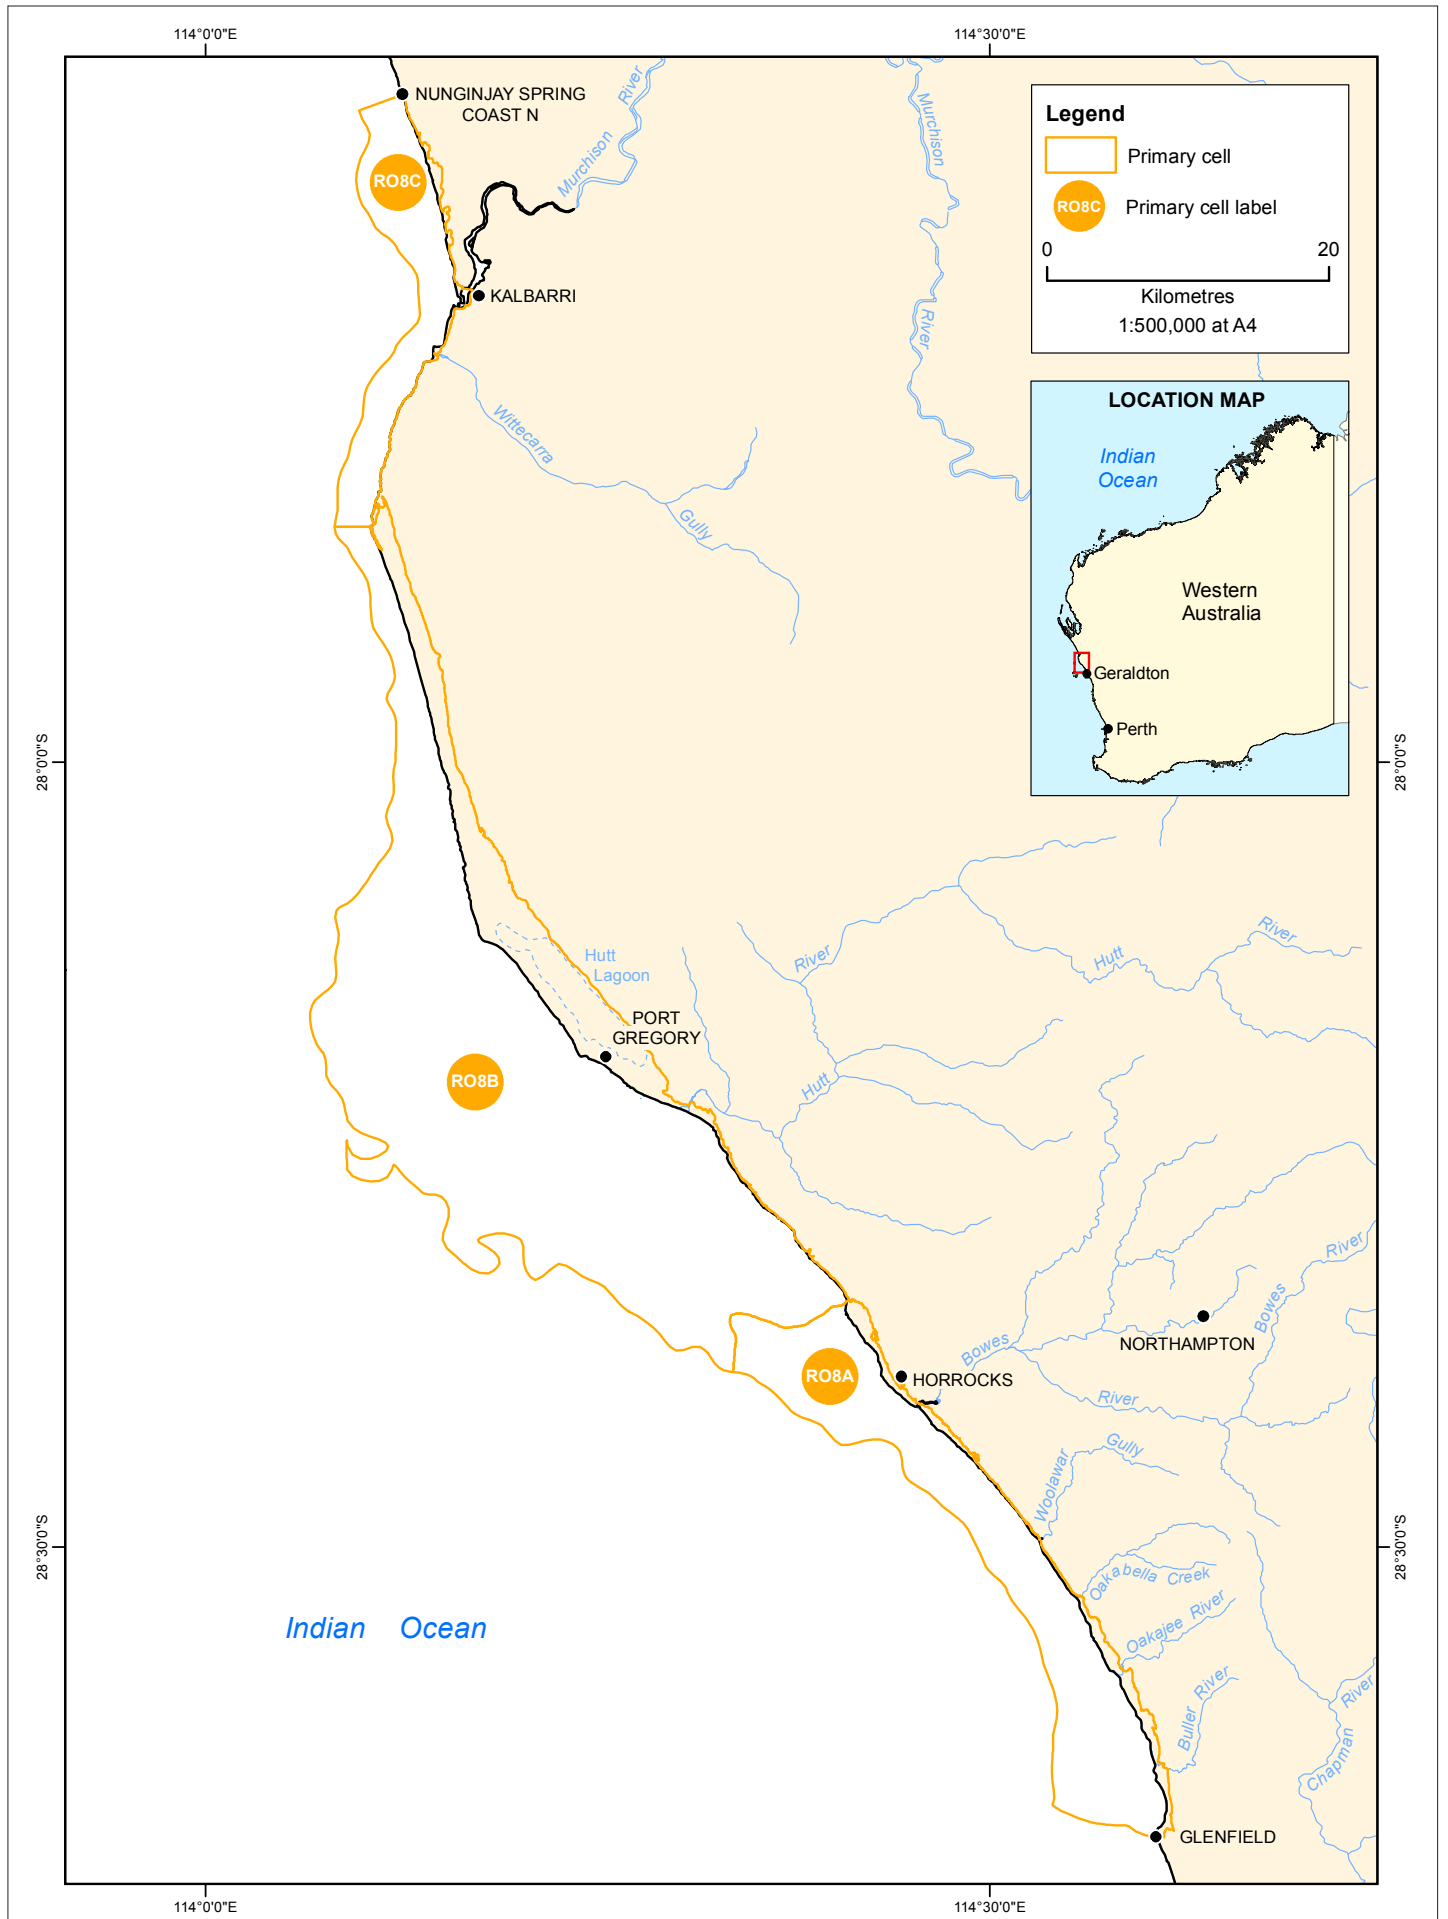 114°0'0"E
114°30'0"E
NUNGINJAY SPRING
COAST N
RO8C
Murchison
River
Murchison
River
KALBARRI
Wittecarra
Gully
Legend
Primary cell
RO8C
Primary cell label
0
20
Kilometres
1:500,000 at A4
LOCATION MAP
Indian
Ocean
Western
Australia
Geraldton
Perth
28°0'0"S
28°0'0"S
Hutt
Lagoon
River
Hutt
River
PORT
GREGORY
RO8B
Hutt
River
Bowes
NORTHAMPTON
Bowes
RO8A
HORROCKS
River
Gully
Woolawar
28°30'0"S
28°30'0"S
Oakabella Creek
Oakajee River
Indian Ocean
Buller River
River
Chapman
GLENFIELD
114°0'0"E
114°30'0"E